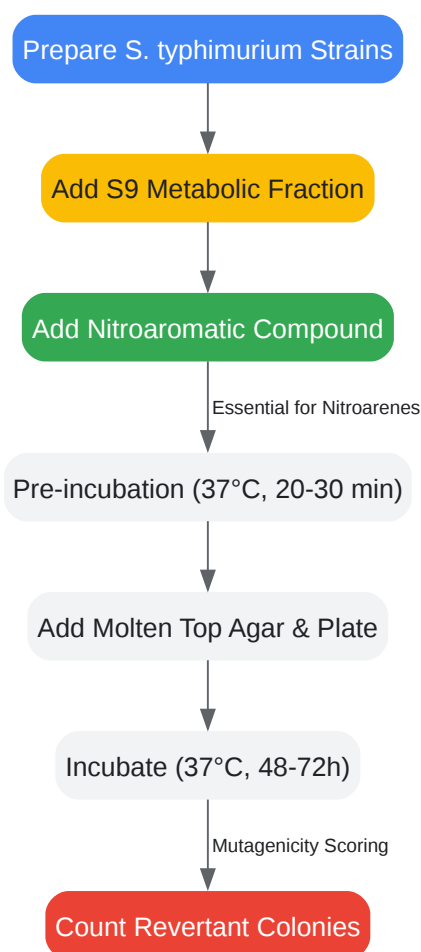 Prepare S. typhimurium Strains
Add S9 Metabolic Fraction
Add Nitroaromatic Compound
Essential for Nitroarenes
Pre-incubation (37°C, 20-30 min)
Add Molten Top Agar & Plate
Incubate (37°C, 48-72h)
Mutagenicity Scoring
Count Revertant Colonies